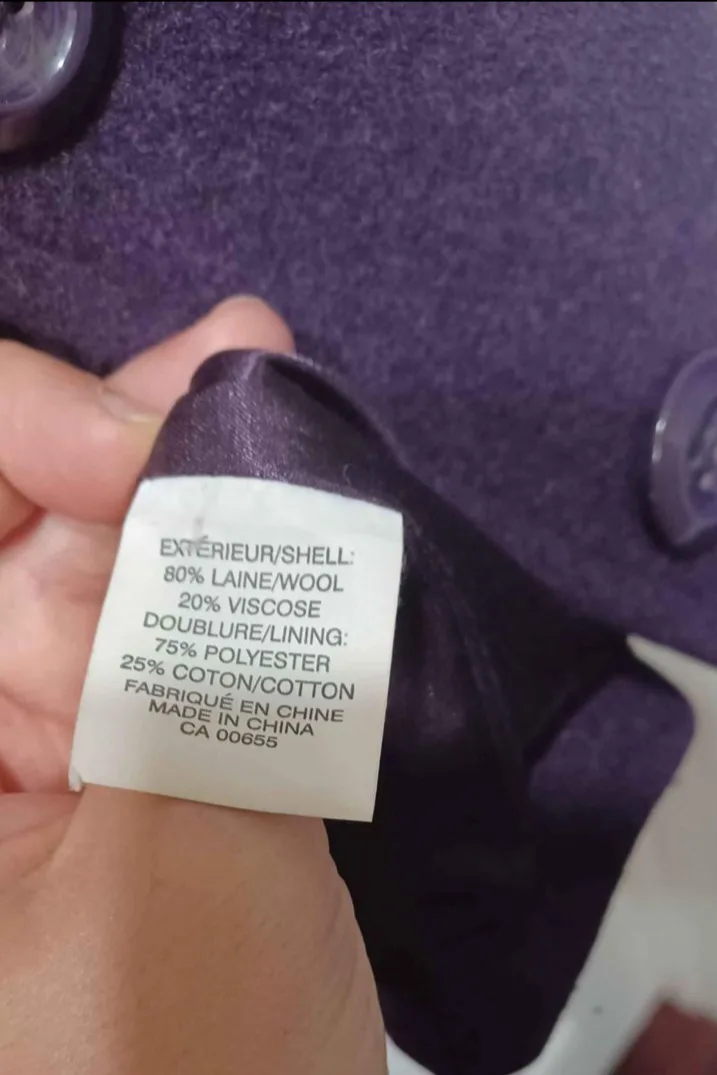 EXTÉRIEUR/SHELL:
80% LAINE/WOOL
20% VISCOSE
DOUBLURE/LINING:
75% POLYESTER
25% COTON/COTTON
FABRIQUÉ EN CHINE
MADE IN CHINA
CA 00655